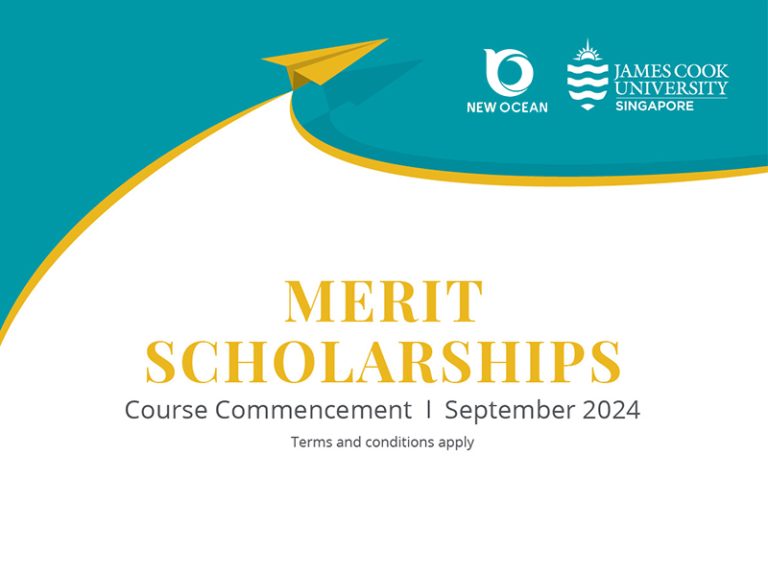 NEW OCEAN
JAMES COOK
UNIVERSITY
SINGAPORE
MERIT
SCHOLARSHIPS
Course Commencement | September 2024
Terms and conditions apply